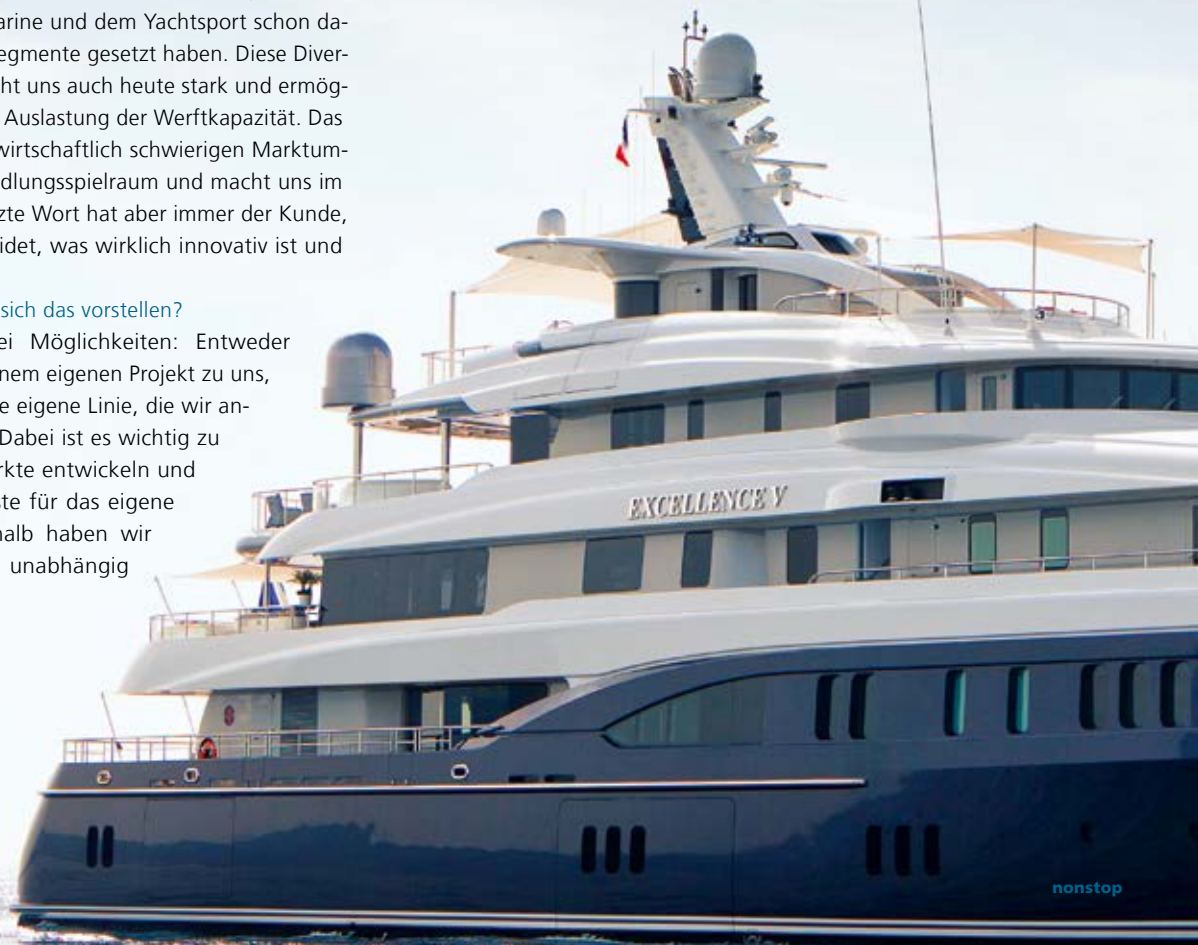 arine und dem Yachtsport schon da-
egmente gesetzt haben. Diese Diver-
ht uns auch heute stark und ermög-
Auslastung der Werftkapazität. Das
wirtschaftlich schwierigen Marktum-
dlungsspielraum und macht uns im
zte Wort hat aber immer der Kunde,
idet, was wirklich innovativ ist und
sich das vorstellen?
ei Möglichkeiten: Entweder
nem eigenen Projekt zu uns,
e eigene Linie, die wir an-
Dabei ist es wichtig zu
rkte entwickeln und
ste für das eigene
halb haben wir
unabhängig
EXCELLENCE V
nonstop